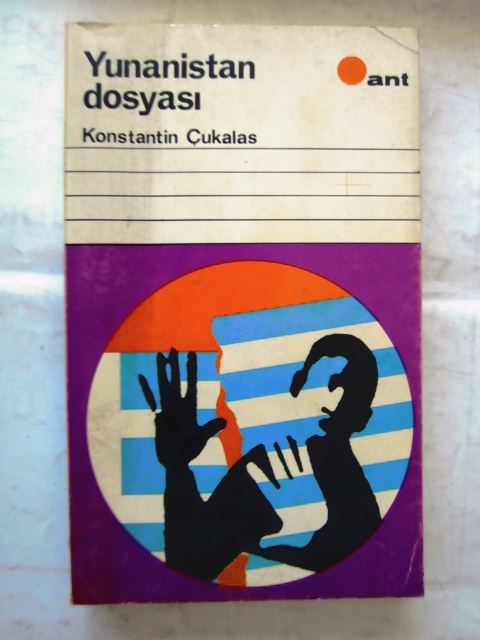 Yunanistan
dosyası
ant
Konstantin Çukalas